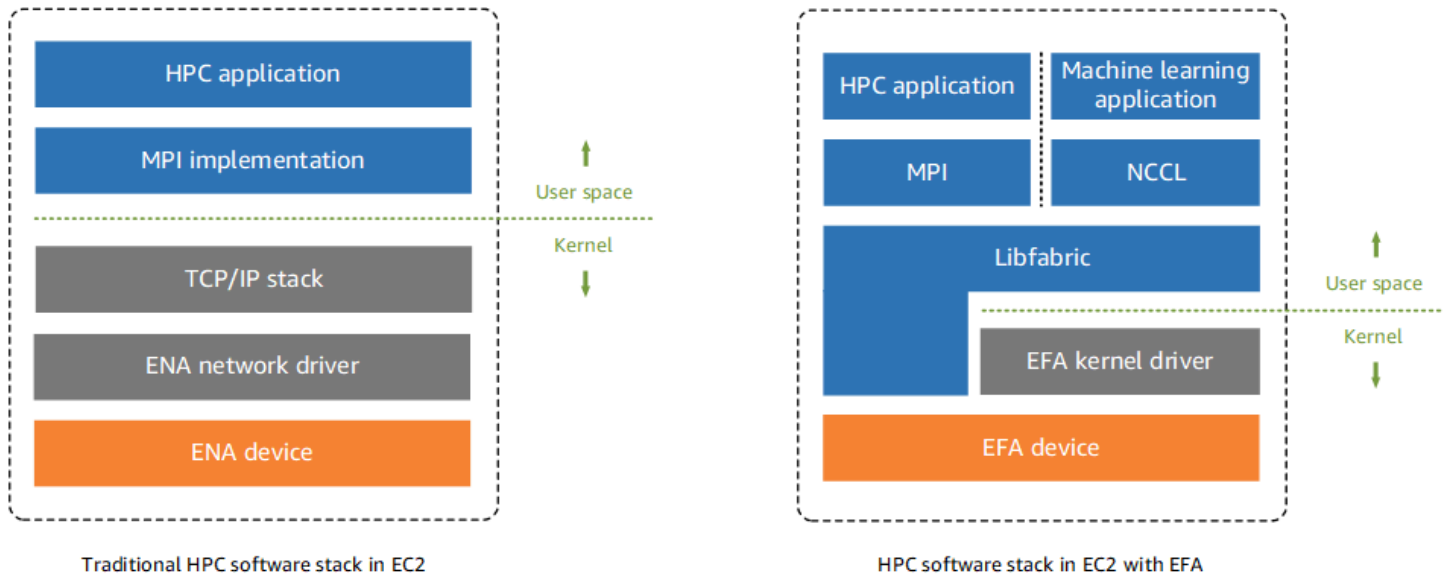 HPC application
MPI implementation
User space
Kernel
TCP/IP stack
ENA network driver
ENA device
Traditional HPC software stack in EC2
HPC application
Machine learning
application
MPI
NCCL
Libfabric
User space
Kernel
EFA kernel driver
EFA device
HPC software stack in EC2 with EFA